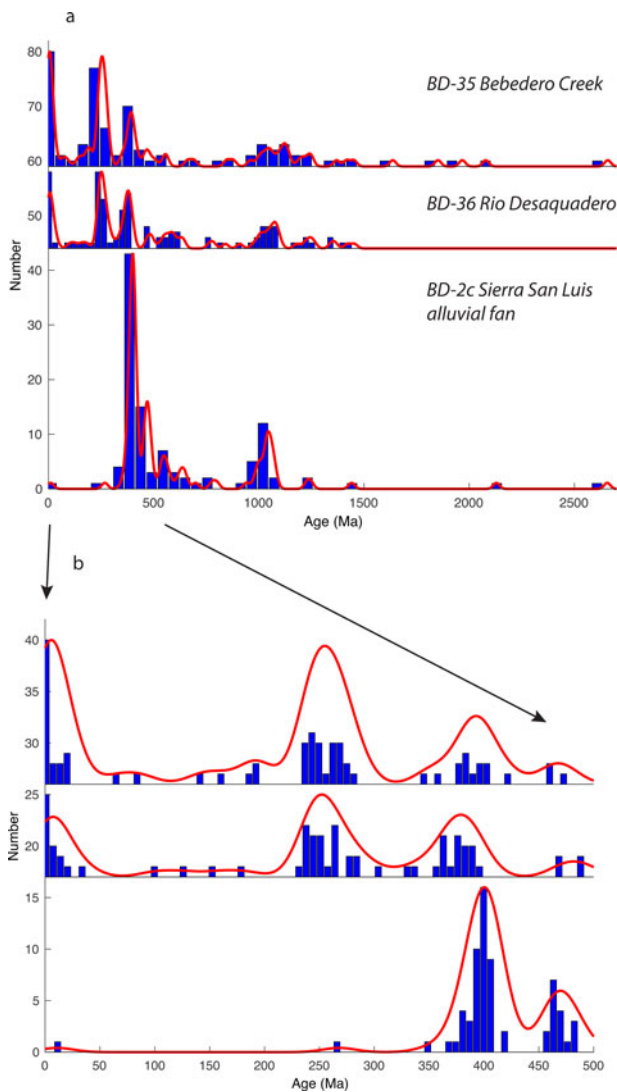 a
80
70
60
BD-35 Bebedero Creek
50
BD-36 Rio Desaquadero
Number
40
30
20
10
0
BD-2c Sierra San Luis
alluvial fan
0 500 1000 1500 2000 2500
Age (Ma)
b
40
35
30
25
20
Number
15
10
5
0
0 50 100 150 200 250 300 350 400 450 500
Age (Ma)